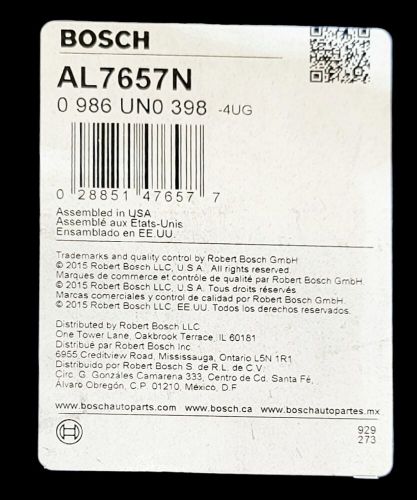 BOSCH
AL7657N
0 986 UN0 398 -4UG
0 28851 47657 7
Assembled in USA
Assemblé aux États-Unis
Ensamblado en EE.UU.
Trademarks and quality control by Robert Bosch GmbH
© 2015 Robert Bosch LLC, U.S.A. All rights reserved.
Marques de commerce et contrôle de qualité par Robert Bosch GmbH
© 2015 Robert Bosch LLC, U.S.A. Tous droits réservés.
Marcas comerciales y control de calidad por Robert Bosch GmbH.
© 2015 Robert Bosch LLC, EE.UU. Todos los derechos reservados.
Distributed by Robert Bosch LLC
One Tower Lane, Oakbrook Terrace, IL 60181
Distribué par Robert Bosch Inc.
6955 Creditview Road, Mississauga, Ontario L5N 1R1
Distribuido por Robert Bosch S. de R.L. de C.V.
Circ. G. Gonzáles Camarena 333, Centro de Cd. Santa Fé,
Álvaro Obregón, C.P. 01210, México, D.F
www.boschautoparts.com www.bosch.ca www.boschautopartes.mx
929
273